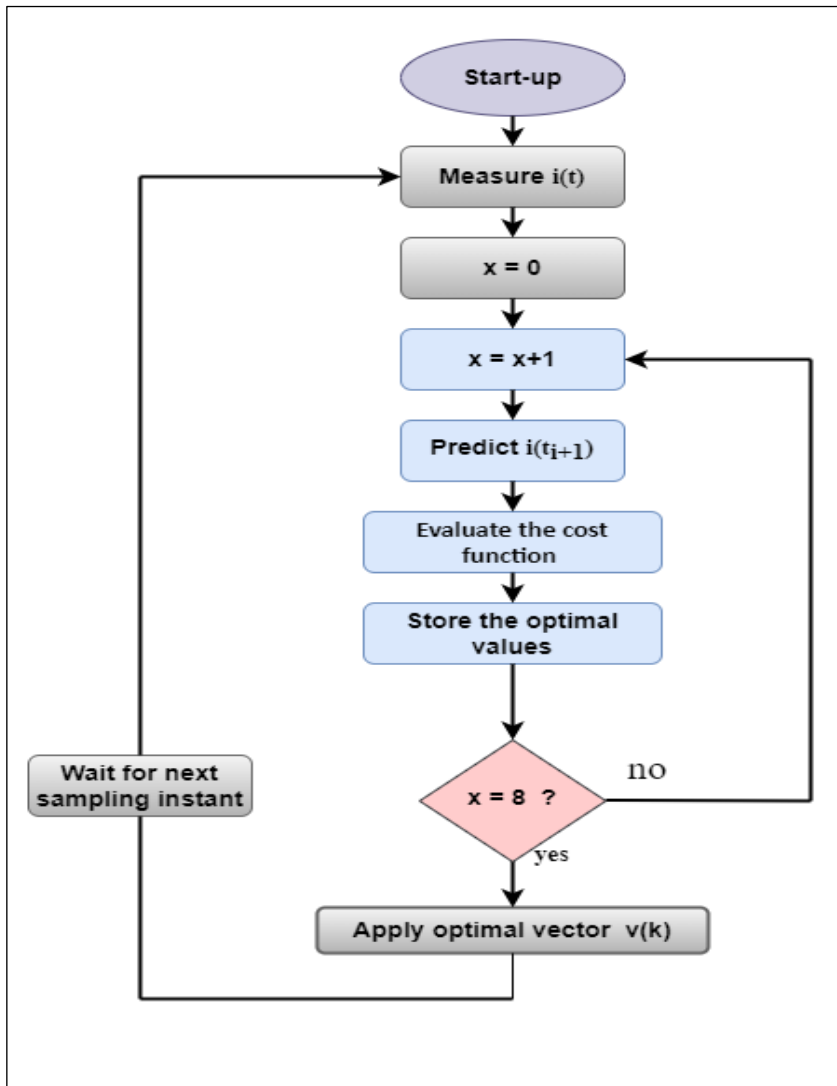 Start-up
Measure i(t)
x = 0
x = x+1
Predict i(t_{i+1})
Evaluate the cost
function
Store the optimal
values
x = 8 ?
no
yes
Apply optimal vector v(k)
Wait for next
sampling instant